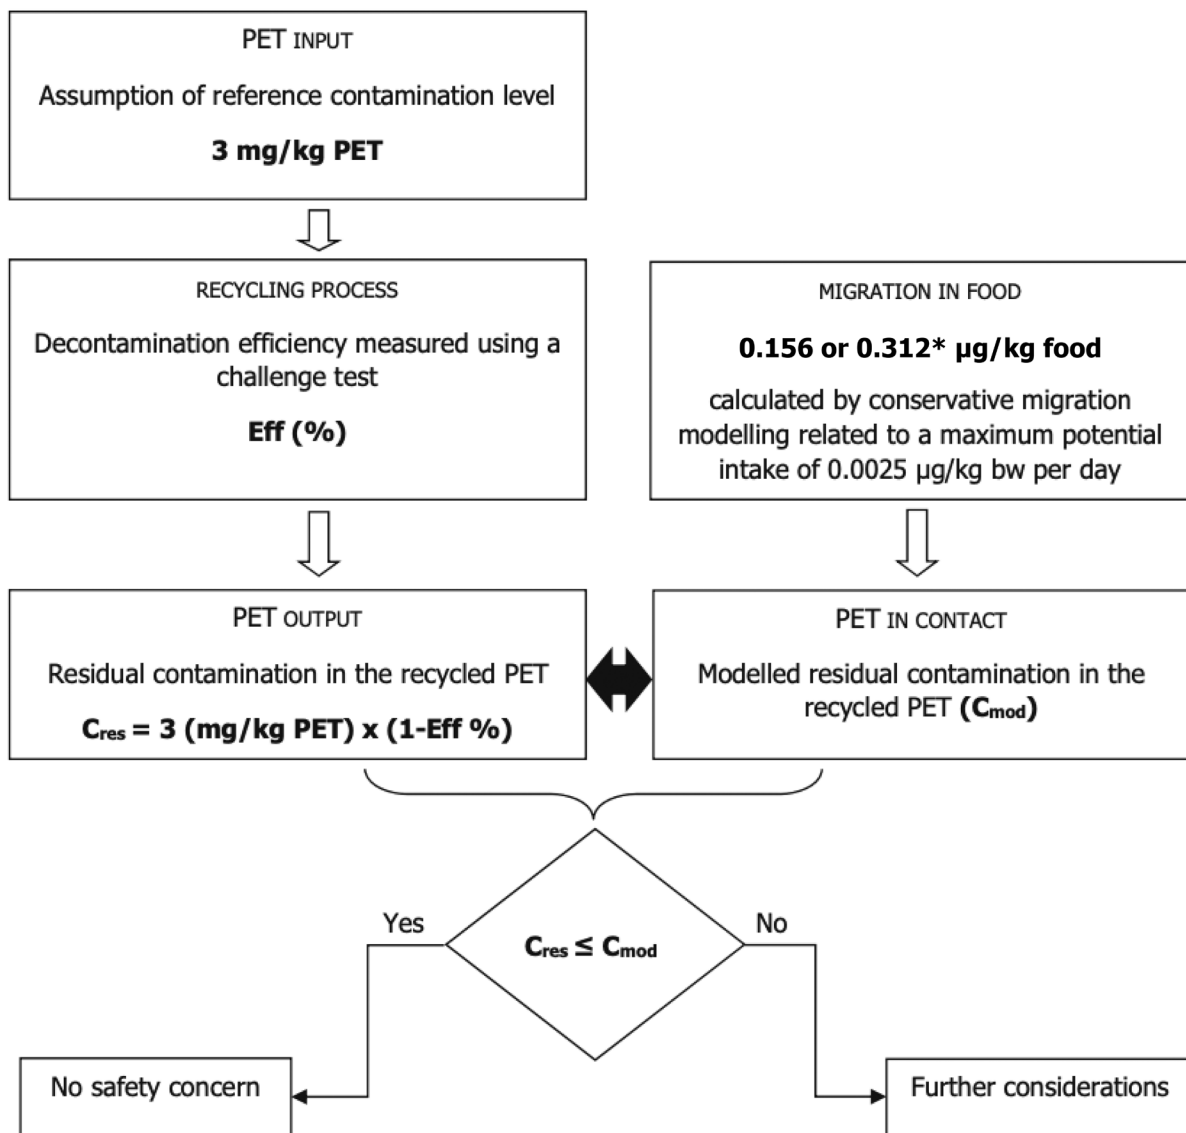 PET INPUT
Assumption of reference contamination level
3 mg/kg PET
RECYCLING PROCESS
Decontamination efficiency measured using a
challenge test
Eff (%)
MIGRATION IN FOOD
0.156 or 0.312* µg/kg food
calculated by conservative migration
modelling related to a maximum potential
intake of 0.0025 µg/kg bw per day
PET OUTPUT
Residual contamination in the recycled PET
Cres = 3 (mg/kg PET) x (1-Eff %)
PET IN CONTACT
Modelled residual contamination in the
recycled PET (Cmod)
Yes
No
Cres ≤ Cmod
No safety concern
Further considerations